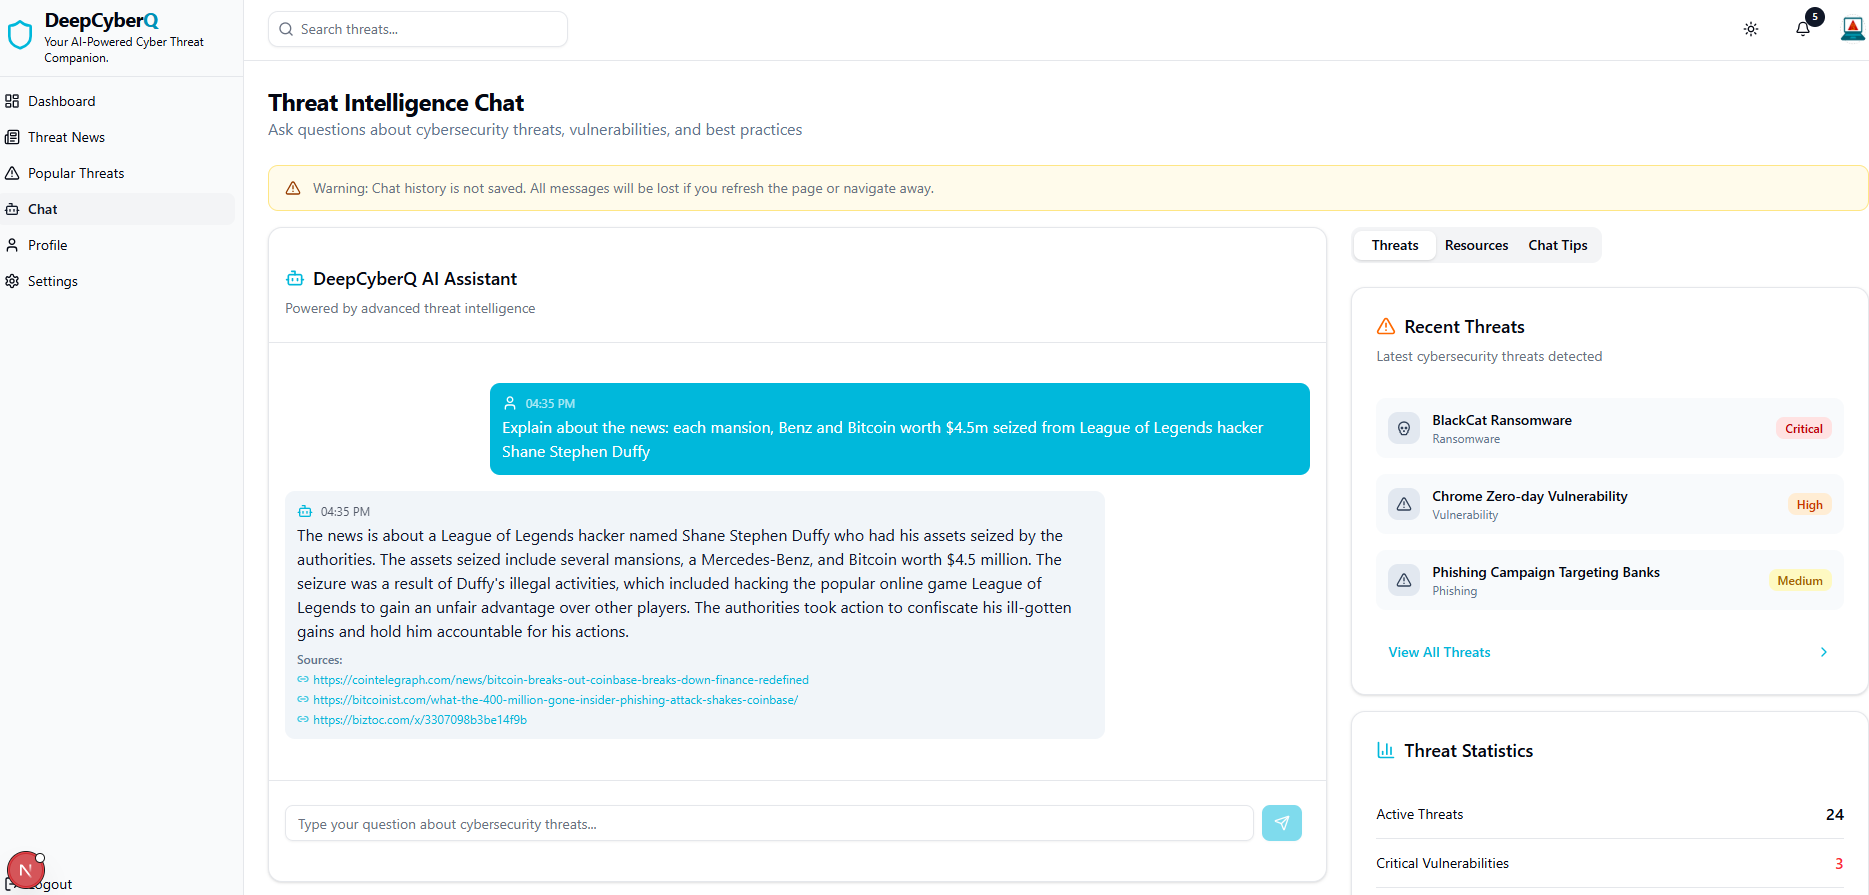 DeepCyberQ
Your AI-Powered Cyber Threat
Companion.
Dashboard
Threat News
Popular Threats
Chat
Profile
Settings
N
ogout
Search threats...
5
Threat Intelligence Chat
Ask questions about cybersecurity threats, vulnerabilities, and best practices
Warning: Chat history is not saved. All messages will be lost if you refresh the page or navigate away.
DeepCyberQ AI Assistant
Powered by advanced threat intelligence
04:35 PM
Explain about the news: each mansion, Benz and Bitcoin worth $4.5m seized from League of Legends hacker
Shane Stephen Duffy
04:35 PM
The news is about a League of Legends hacker named Shane Stephen Duffy who had his assets seized by the
authorities. The assets seized include several mansions, a Mercedes-Benz, and Bitcoin worth $4.5 million. The
seizure was a result of Duffy's illegal activities, which included hacking the popular online game League of
Legends to gain an unfair advantage over other players. The authorities took action to confiscate his ill-gotten
gains and hold him accountable for his actions.
Sources:
https://cointelegraph.com/news/bitcoin-breaks-out-coinbase-breaks-down-finance-redefined
https://bitcoinist.com/what-the-400-million-gone-insider-phishing-attack-shakes-coinbase/
https://biztoc.com/x/3307098b3be14f9b
Type your question about cybersecurity threats...
Threats Resources Chat Tips
Recent Threats
Latest cybersecurity threats detected
BlackCat Ransomware
Ransomware
Critical
Chrome Zero-day Vulnerability
Vulnerability
High
Phishing Campaign Targeting Banks
Phishing
Medium
View All Threats
Threat Statistics
Active Threats 24
Critical Vulnerabilities 3